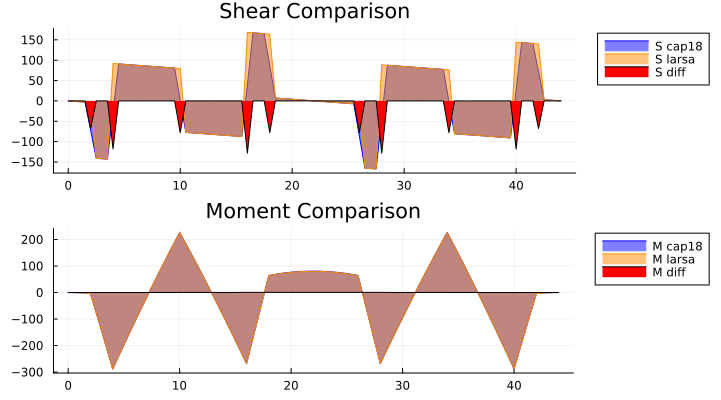 Shear Comparison
150
100
50
0
−50
−100
−150
0
10
20
30
40
S cap18
S larsa
S diff
Moment Comparison
200
100
0
−100
−200
−300
0
10
20
30
40
M cap18
M larsa
M diff